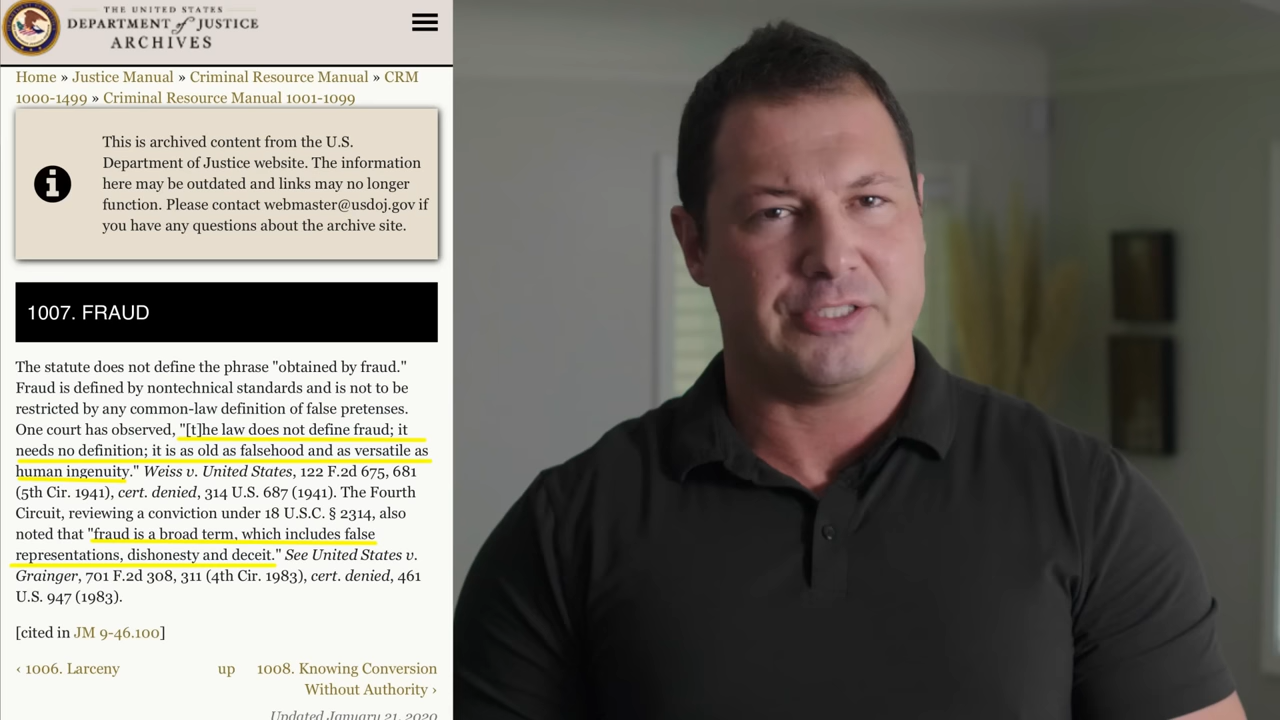 THE UNITED STATES
DEPARTMENT of JUSTICE
ARCHIVES
Home » Justice Manual » Criminal Resource Manual » CRM
1000-1499 » Criminal Resource Manual 1001-1099
This is archived content from the U.S.
Department of Justice website. The information
here may be outdated and links may no longer
function. Please contact webmaster@usdoj.gov if
you have any questions about the archive site.
1007. FRAUD
The statute does not define the phrase "obtained by fraud."
Fraud is defined by nontechnical standards and is not to be
restricted by any common-law definition of false pretenses.
One court has observed, "[t]he law does not define fraud; it
needs no definition; it is as old as falsehood and as versatile as
human ingenuity." Weiss v. United States, 122 F.2d 675, 681
(5th Cir. 1941), cert. denied, 314 U.S. 687 (1941). The Fourth
Circuit, reviewing a conviction under 18 U.S.C. § 2314, also
noted that "fraud is a broad term, which includes false
representations, dishonesty and deceit." See United States v.
Grainger, 701 F.2d 308, 311 (4th Cir. 1983), cert. denied, 461
U.S. 947 (1983).
[cited in JM 9-46.100]
‹ 1006. Larceny up 1008. Knowing Conversion
Without Authority ›
Updated January 21, 2020